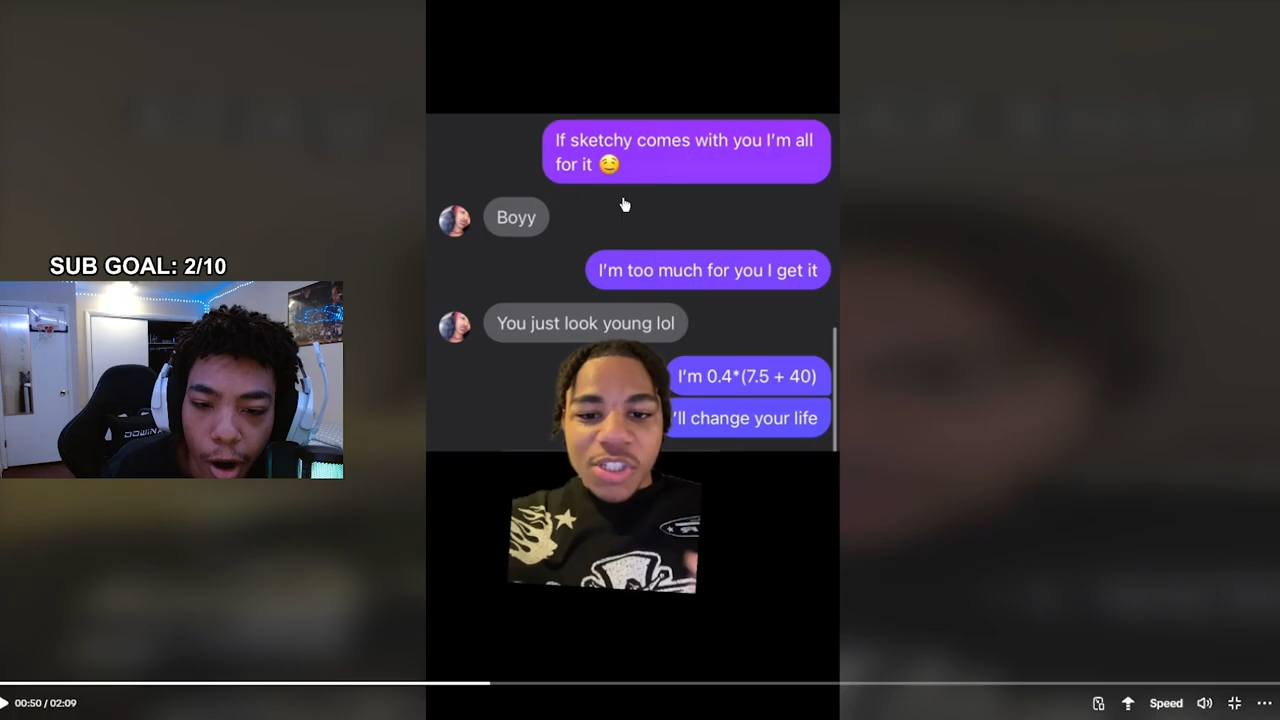 If sketchy comes with you I'm all
for it 🤤
Boyy
I'm too much for you I get it
You just look young lol
I'm 0.4*(7.5 + 40)
'll change your life
SUB GOAL: 2/10
00:50 / 02:09
Speed